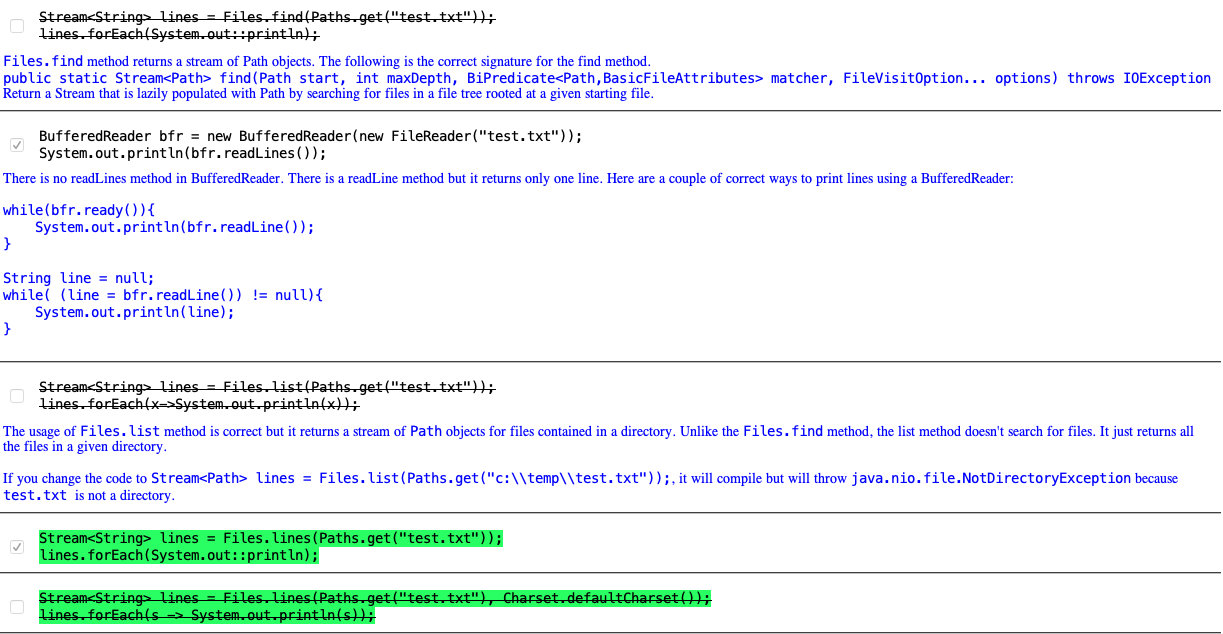 Stream<String> lines = Files.find(Paths.get("test.txt"));
lines.forEach(System.out::println);
Files.find method returns a stream of Path objects. The following is the correct signature for the find method.
public static Stream<Path> find(Path start, int maxDepth, BiPredicate<Path,BasicFileAttributes> matcher, FileVisitOption... options) throws IOException
Return a Stream that is lazily populated with Path by searching for files in a file tree rooted at a given starting file.
BufferedReader bfr = new BufferedReader(new FileReader("test.txt"));
System.out.println(bfr.readLines());
There is no readLines method in BufferedReader. There is a readLine method but it returns only one line. Here are a couple of correct ways to print lines using a BufferedReader:
while(bfr.ready()){
    System.out.println(bfr.readLine());
}
String line = null;
while( (line = bfr.readLine()) != null){
    System.out.println(line);
}
Stream<String> lines = Files.list(Paths.get("test.txt"));
lines.forEach(x->System.out.println(x));
The usage of Files.list method is correct but it returns a stream of Path objects for files contained in a directory. Unlike the Files.find method, the list method doesn't search for files. It just returns all
the files in a given directory.
If you change the code to Stream<Path> lines = Files.list(Paths.get("c:\\temp\\test.txt"));, it will compile but will throw java.nio.file.NotDirectoryException because
test.txt is not a directory.
Stream<String> lines = Files.lines(Paths.get("test.txt"));
lines.forEach(System.out::println);
Stream<String> lines = Files.lines(Paths.get("test.txt"), Charset.defaultCharset());
lines.forEach(s -> System.out.println(s));